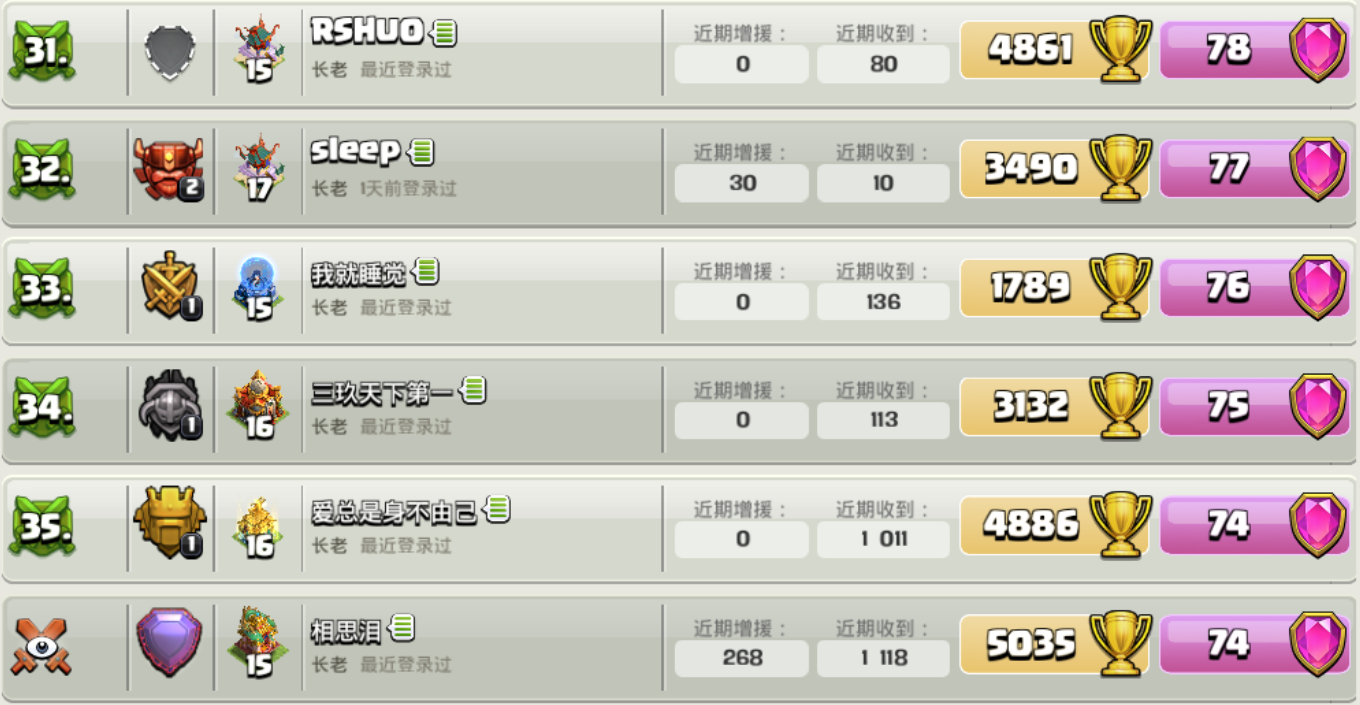 31.
15
RSHUO
长老 最近登录过
近期增援：
0
近期收到：
80
4861
78
32.
2
17
sleep
长老 1天前登录过
近期增援：
30
近期收到：
10
3490
77
33.
1
15
我就睡觉
长老 最近登录过
近期增援：
0
近期收到：
136
1789
76
34.
1
16
三玖天下第一
长老 最近登录过
近期增援：
0
近期收到：
113
3132
75
35.
1
16
爱总是身不由己
长老 最近登录过
近期增援：
0
近期收到：
1 011
4886
74
15
相思泪
长老 最近登录过
近期增援：
268
近期收到：
1 118
5035
74